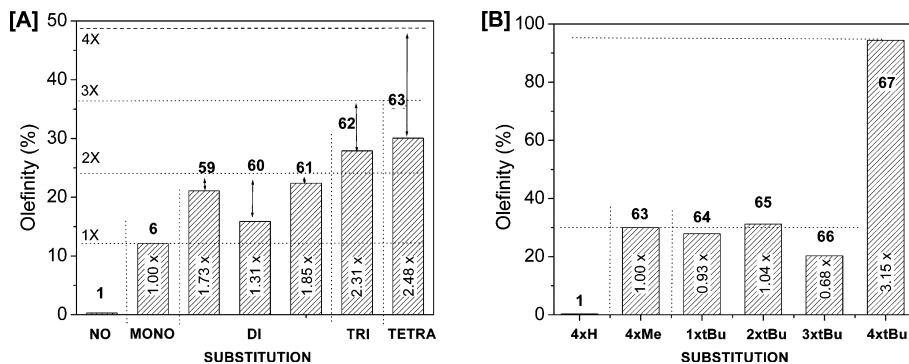 [A]
50
40
30
20
10
0
Olefinity (%)
4X
3X
2X
1X
1
6
59
60
61
62
63
1.00 x
1.73 x
1.31 x
1.85 x
2.31 x
2.48 x
NO MONO DI TRI TETRA
SUBSTITUTION
[B]
100
80
60
40
20
0
Olefinity (%)
1
63
64
65
66
67
1.00 x
0.93 x
1.04 x
0.68 x
3.15 x
4xH 4xMe 1xtBu 2xtBu 3xtBu 4xtBu
SUBSTITUTION